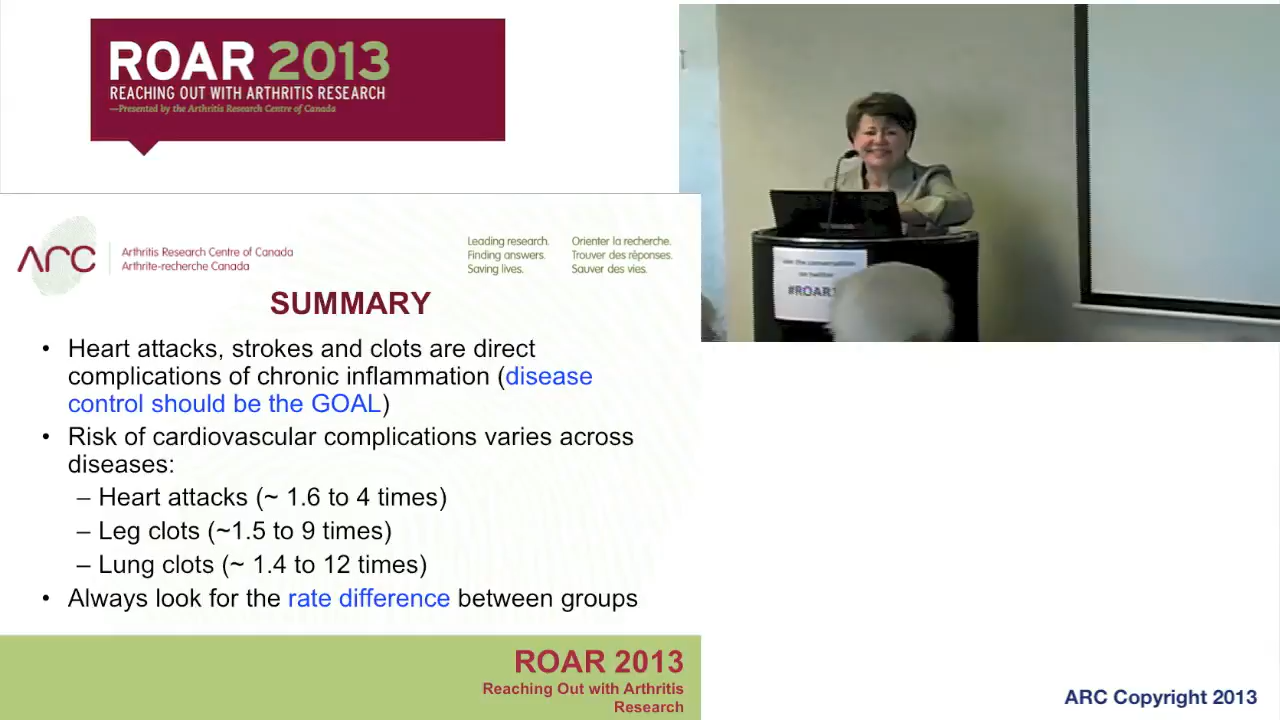 ROAR 2013
REACHING OUT WITH ARTHRITIS RESEARCH
—Presented by the Arthritis Research Centre of Canada
ARC
Arthritis Research Centre of Canada
Arthrite-recherche Canada
Leading research.
Finding answers.
Saving lives.
Orienter la recherche.
Trouver des réponses.
Sauver des vies.
SUMMARY
• Heart attacks, strokes and clots are direct
complications of chronic inflammation (disease
control should be the GOAL)
• Risk of cardiovascular complications varies across
diseases:
– Heart attacks (~ 1.6 to 4 times)
– Leg clots (~1.5 to 9 times)
– Lung clots (~ 1.4 to 12 times)
• Always look for the rate difference between groups
ROAR 2013
Reaching Out with Arthritis
Research
the conversation
on twitter
#ROAR
ARC Copyright 2013